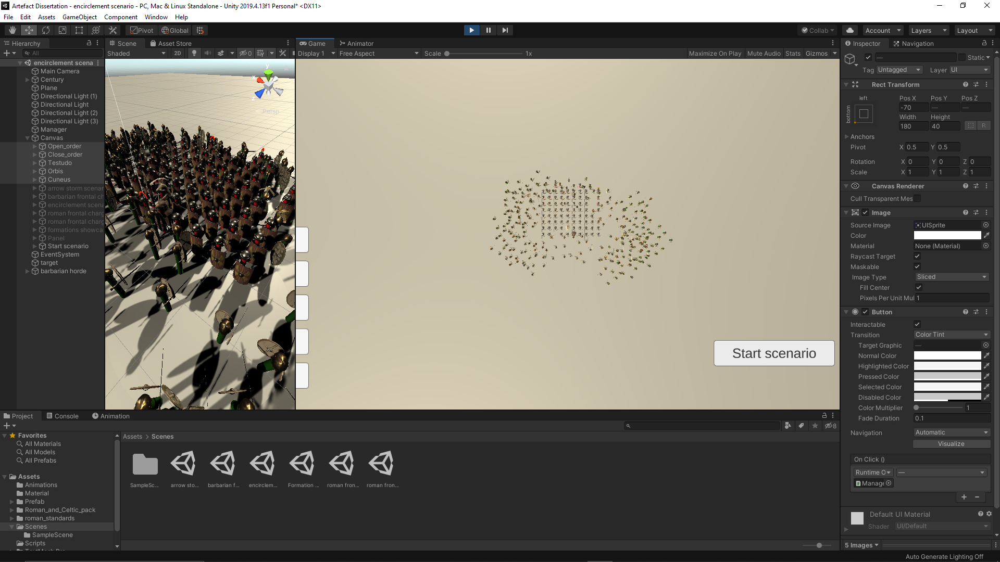 Artefact Dissertation - encirclement scenario - PC, Mac & Linux Standalone - Unity 2019.4.13f1 Personal* <DX11>
File Edit Assets GameObject Component Window Help
Pivot Global Collab Account Layers Layout
Hierarchy
All
encirclement scena
Main Camera
Century
Plane
Directional Light (1)
Directional Light
Directional Light (2)
Directional Light (3)
Manager
Canvas
Open_order
Close_order
Testudo
Orbis
Cuneus
arrow storm scenar
barbarian frontal ch
encirclement scena
roman frontal charg
roman frontal charg
formations showca
Panel
Start scenario
EventSystem
target
barbarian horde
Scene Asset Store
Shaded 2D 0
y
x
z
Persp
Game Animator
Display 1 Free Aspect Scale 1x Maximize On Play Mute Audio Stats Gizmos
Start scenario
Inspector Navigation
— Static
Tag Untagged Layer UI
Rect Transform
left
bottom
Pos X Pos Y Pos Z
-70 — —
Width Height
180 40 R
Anchors
Pivot X 0.5 Y 0.5
Rotation X 0 Y 0 Z 0
Scale X 1 Y 1 Z 1
Canvas Renderer
Cull Transparent Mes
Image
Source Image UISprite
Color
Material None (Material)
Raycast Target
Maskable
Image Type Sliced
Fill Center
Pixels Per Unit Mul 1
Button
Interactable
Transition Color Tint
Target Graphic —
Normal Color
Highlighted Color
Pressed Color
Selected Color
Disabled Color
Color Multiplier 1
Fade Duration 0.1
Navigation Automatic
Visualize
On Click ()
Runtime O —
Manage
+ −
Default UI Material
Shader UI/Default
5 Images
Project Console Animation
8
Favorites
All Materials
All Models
All Prefabs
Assets
Animations
Material
Prefab
Roman_and_Celtic_pack
roman_standards
Scenes
SampleScene
Scripts
Assets > Scenes
SampleSc... arrow sto... barbarian f... encirclem... Formation ... roman fron... roman fron...
Auto Generate Lighting Off